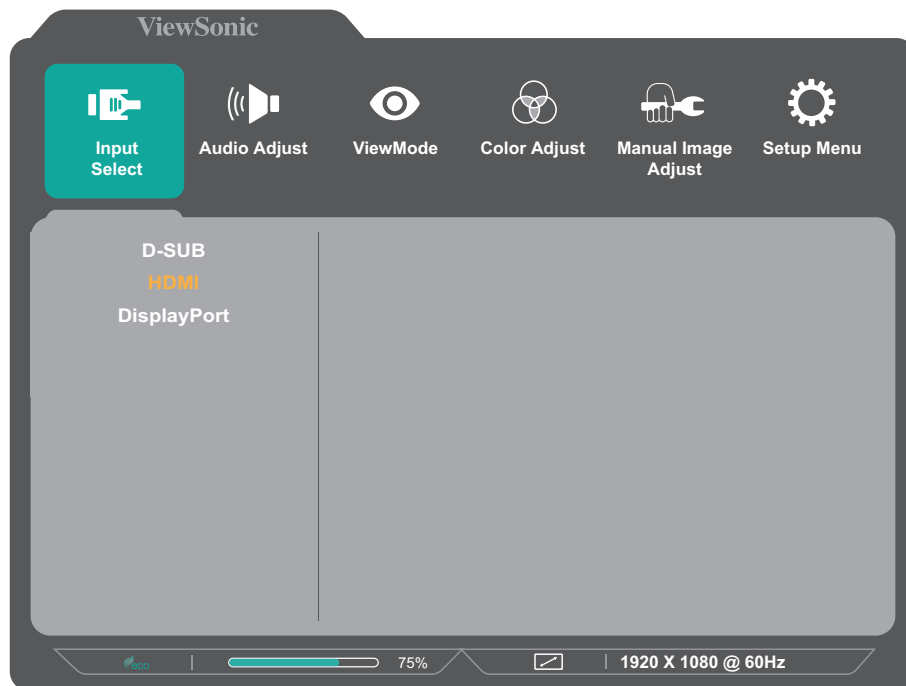 ViewSonic
Input
Select
Audio Adjust
ViewMode
Color Adjust
Manual Image
Adjust
Setup Menu
D-SUB
HDMI
DisplayPort
ECO
75%
1920 X 1080 @ 60Hz